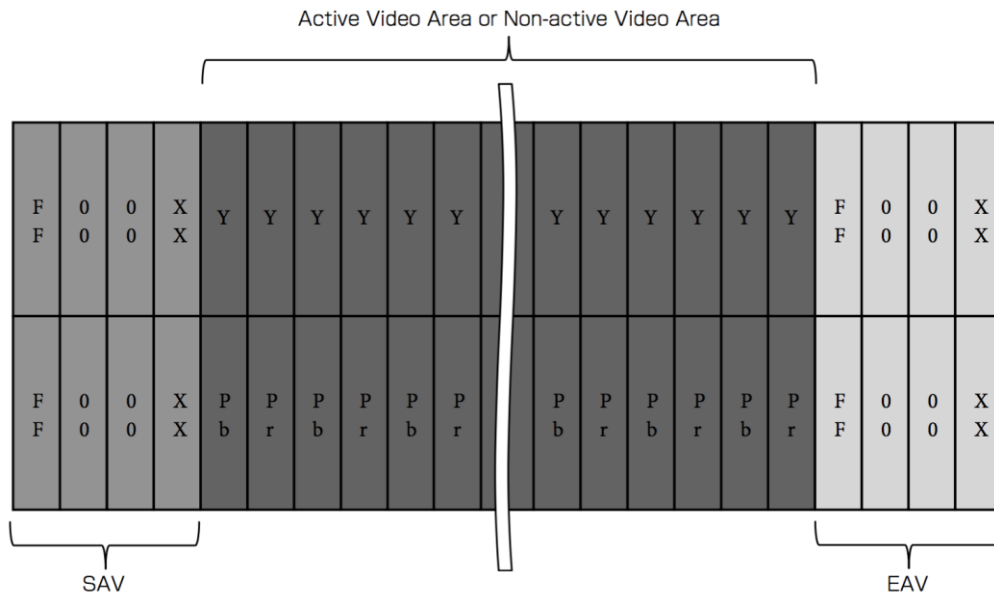 Active Video Area or Non-active Video Area
F 0 0 X Y Y Y Y Y Y Y Y Y Y Y Y F 0 0 X
F 0 0 X F 0 0 X
F 0 0 X P P P P P P P P P P P P F 0 0 X
F 0 0 X b r b r b r b r b r b r F 0 0 X
SAV EAV